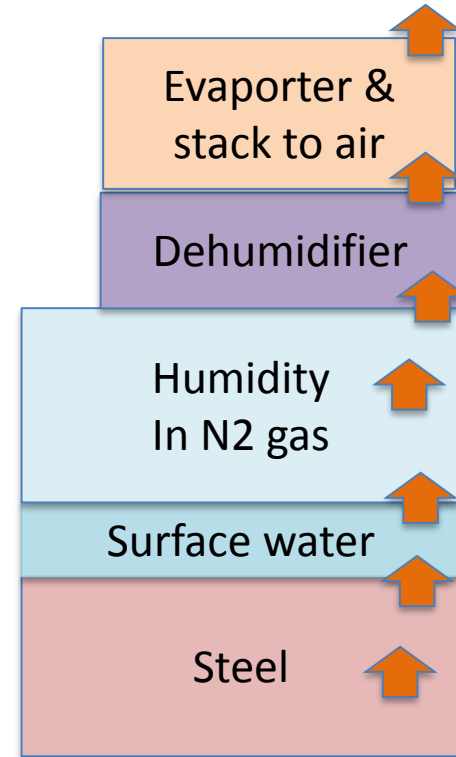 Evaporter &
stack to air
Dehumidifier
Humidity
In N2 gas
Surface water
Steel